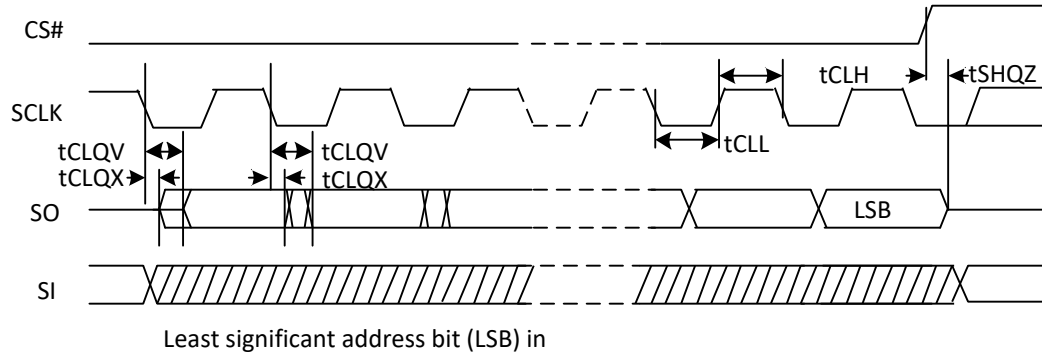 CS#
tCLH
tSHQZ
SCLK
tCLQV
tCLQV
tCLL
tCLQX
tCLQX
SO
LSB
SI
Least significant address bit (LSB) in